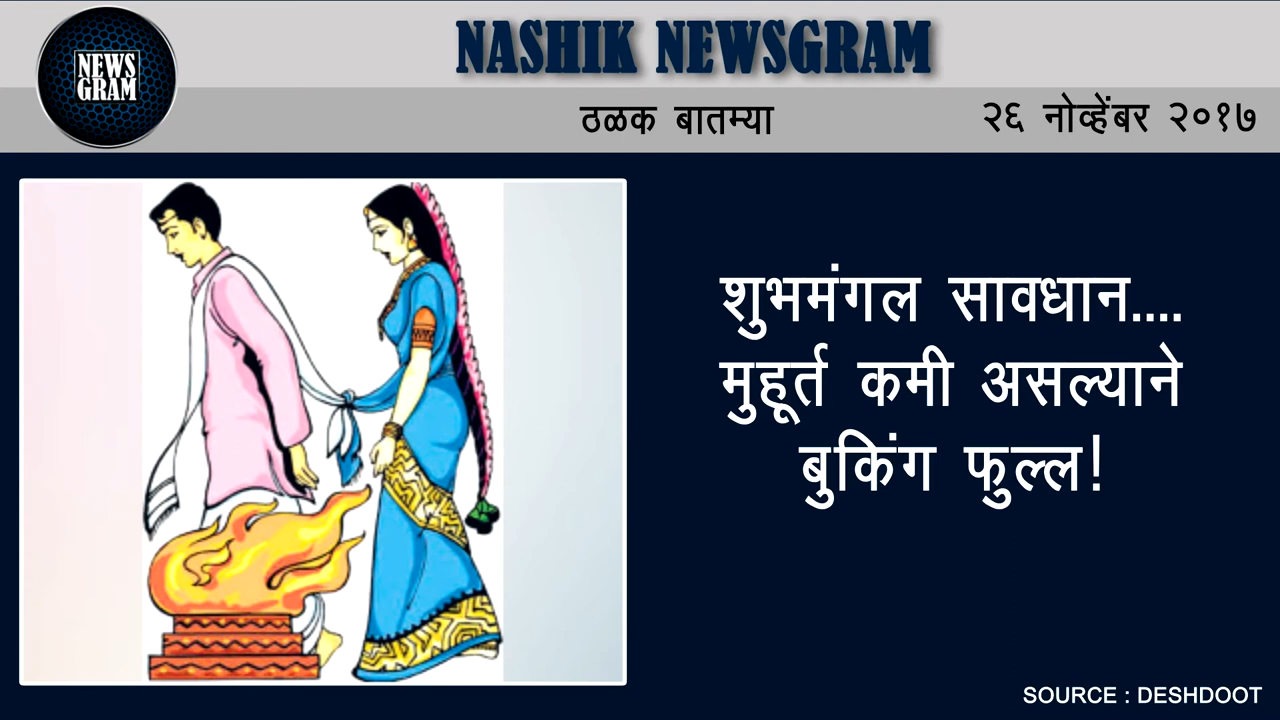 NEWS
GRAM
NASHIK NEWSGRAM
ठळक बातम्या
२६ नोव्हेंबर २०१७
शुभमंगल सावधान....
मुहूर्त कमी असल्याने
बुकिंग फुल्ल!
SOURCE : DESHDOOT